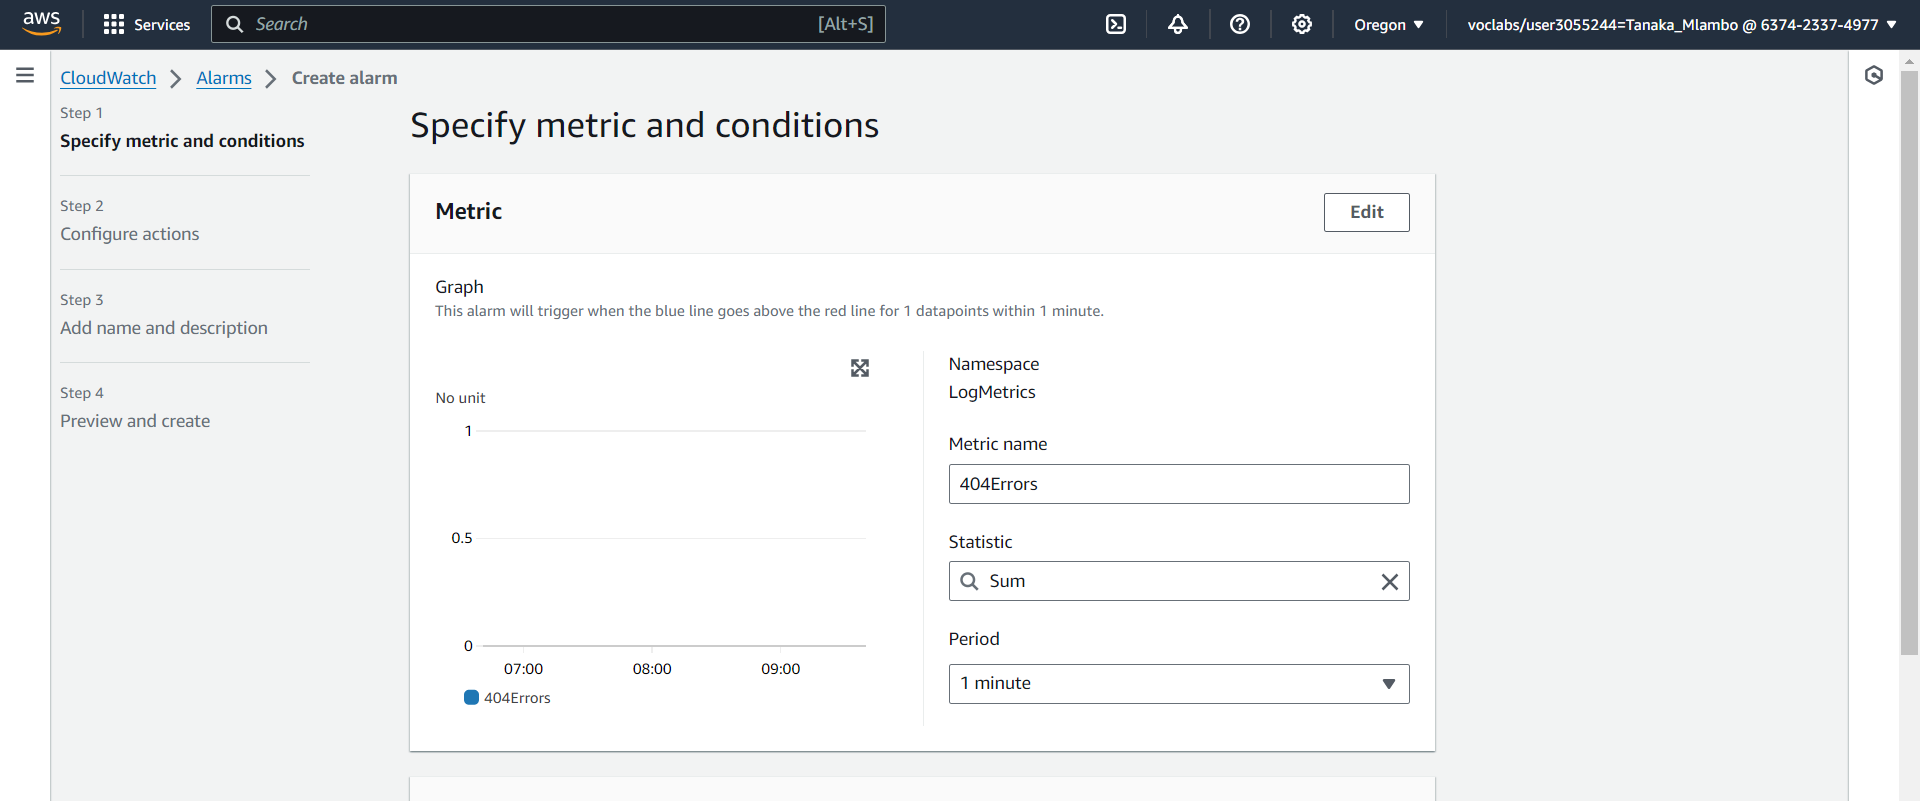 aws
Services
Search
[Alt+S]
Oregon
voclabs/user3055244=Tanaka_Mlambo @ 6374-2337-4977
CloudWatch
Alarms
Create alarm
Step 1
Specify metric and conditions
Step 2
Configure actions
Step 3
Add name and description
Step 4
Preview and create
Specify metric and conditions
Metric
Edit
Graph
This alarm will trigger when the blue line goes above the red line for 1 datapoints within 1 minute.
No unit
1
0.5
0
07:00
08:00
09:00
404Errors
Namespace
LogMetrics
Metric name
404Errors
Statistic
Sum
Period
1 minute